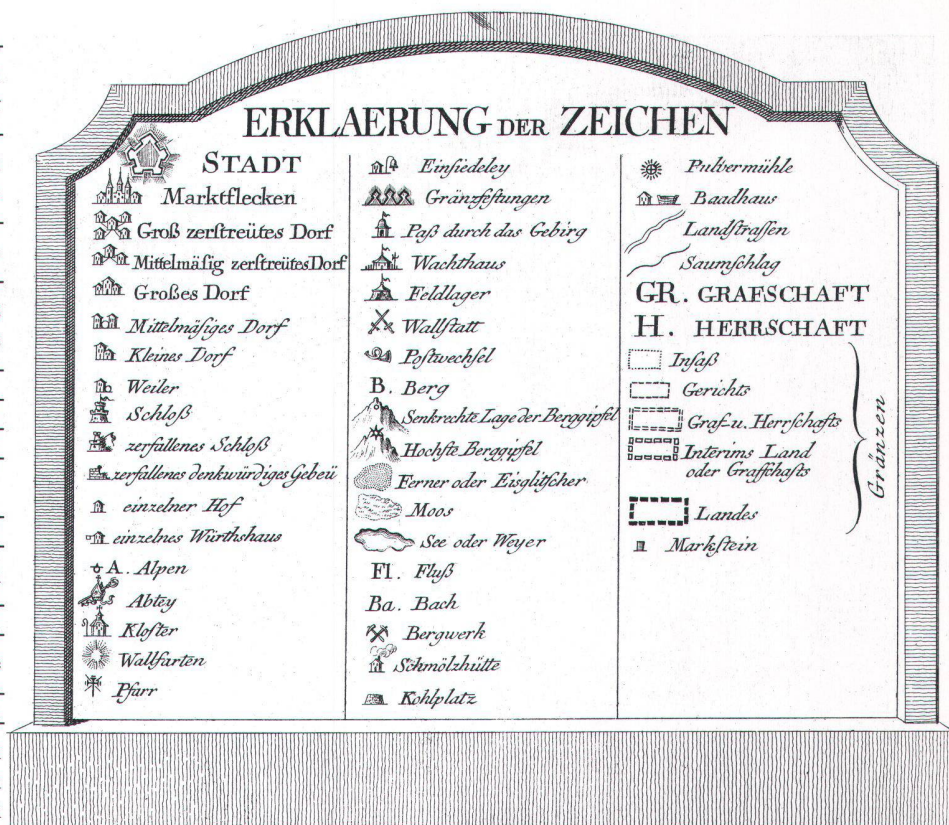 ERKLAERUNG DER ZEICHEN
STADT
Marktflecken
Groß zerstreütes Dorf
Mittelmäßig zerstreütes Dorf
Großes Dorf
Mittelmäßiges Dorf
Kleines Dorf
Weiler
Schloß
zerfallenes Schloß
zerfallenes denkwürdiges Gebeü
einzelner Hof
einzelnes Würthshaus
A. Alpen
Abtey
Kloster
Wallfarten
Pfarr
Einsiedeley
Gränzfestungen
Paß durch das Gebirg
Wachthaus
Feldlager
Wallstatt
Postwechsel
B. Berg
Senkrechte Lage der Berggipfel
Hochste Berggipfel
Ferner oder Eisglitscher
Moos
See oder Weyer
Fl. Fluß
Ba. Bach
Bergwerk
Schmölzhütte
Kohlplatz
Pulvermühle
Baadhaus
Landstrassen
Saumschlag
GR. GRAFSCHAFT
H. HERRSCHAFT
Insaß
Gerichts
Graf-u. Herrschafts
Interims Land
oder Grafschafts
Landes
Gränzen
Markstein